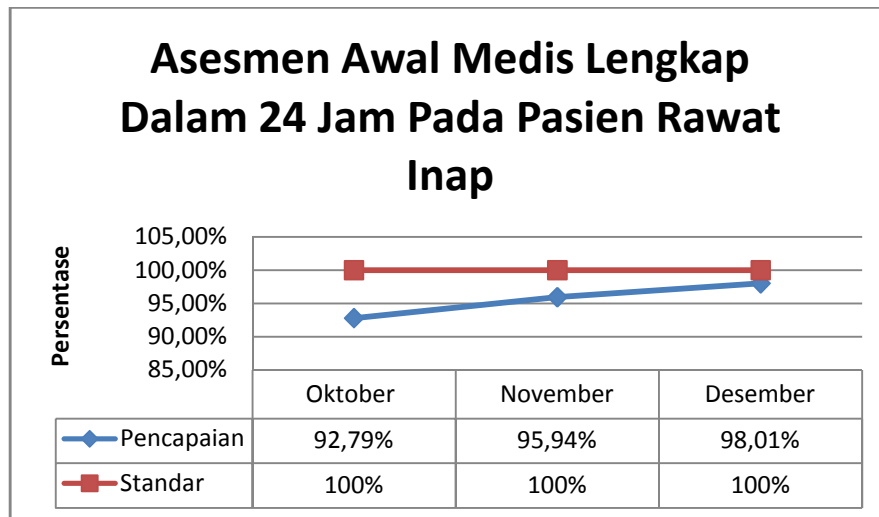 Asesmen Awal Medis Lengkap
Dalam 24 Jam Pada Pasien Rawat
Inap
Persentase
105,00%
100,00%
95,00%
90,00%
85,00%
Oktober November Desember
Pencapaian 92,79% 95,94% 98,01%
Standar 100% 100% 100%